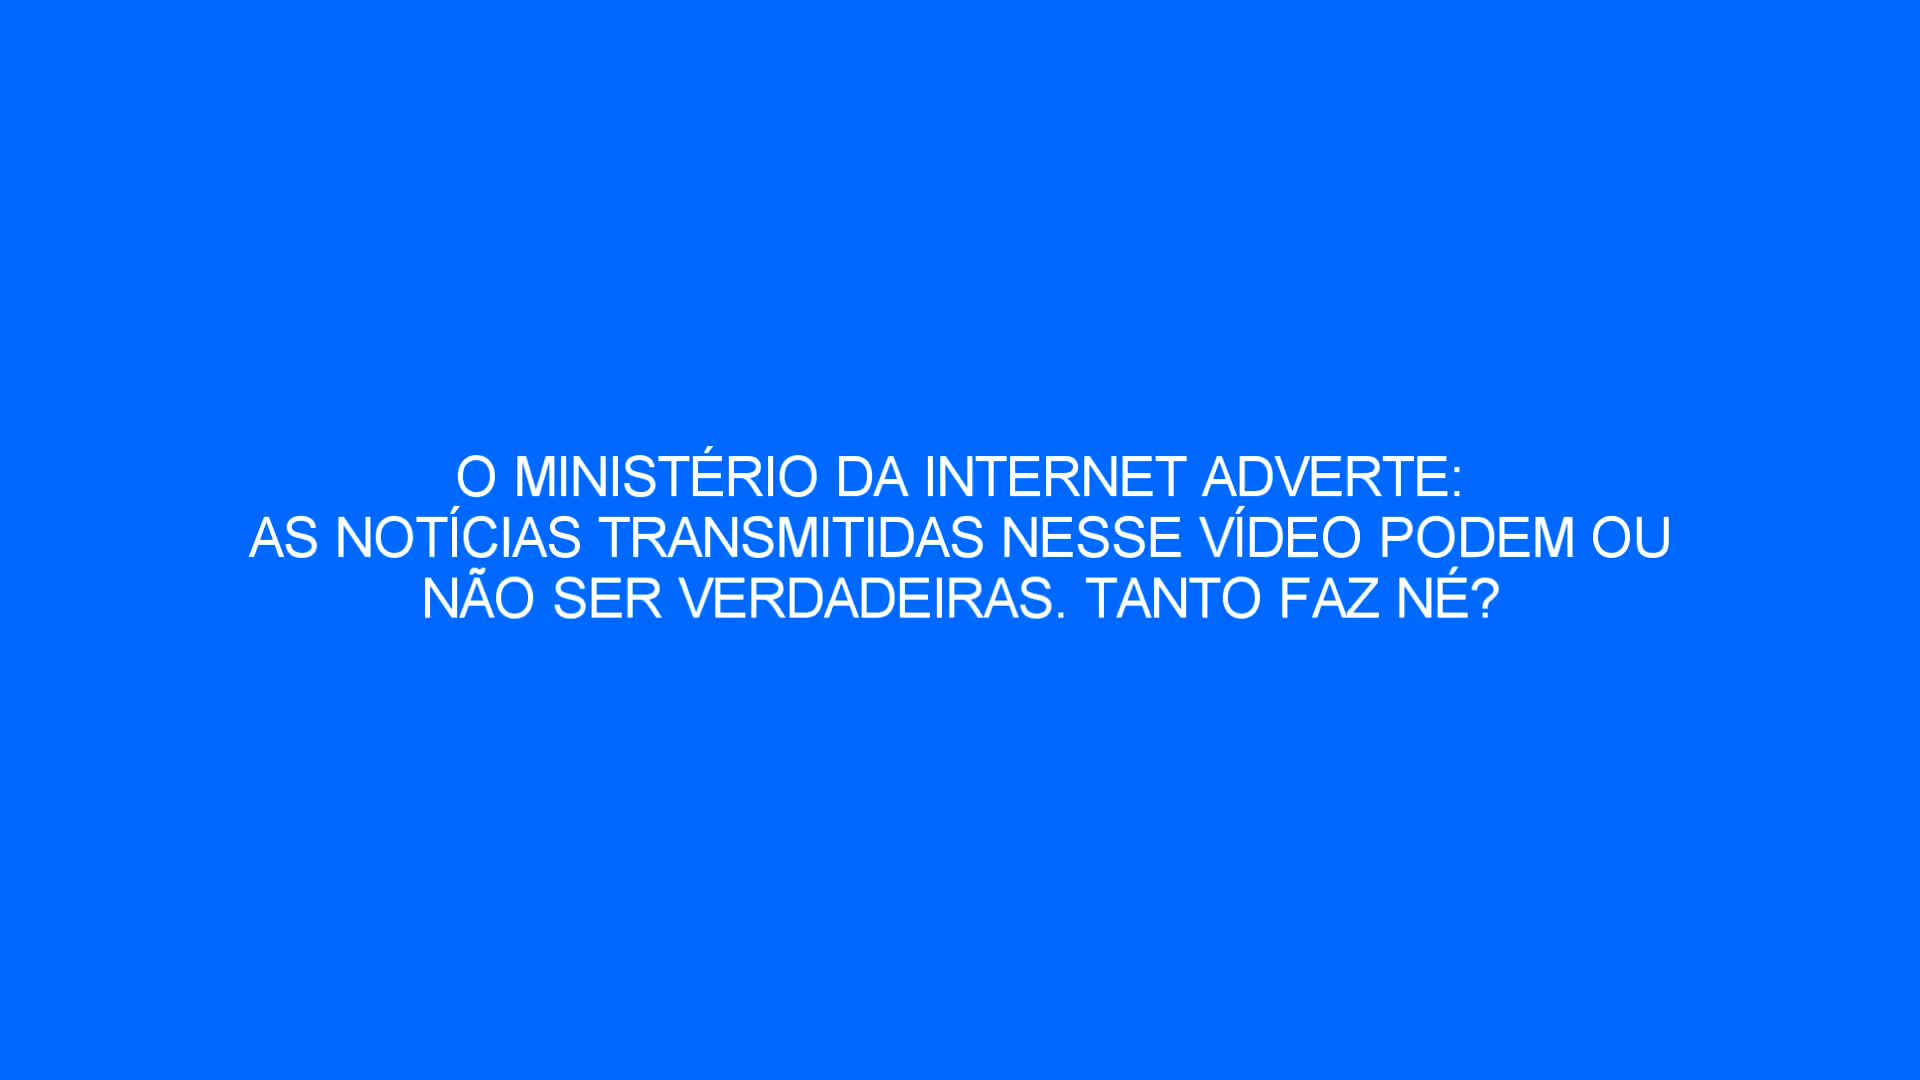 O MINISTÉRIO DA INTERNET ADVERTE:
AS NOTÍCIAS TRANSMITIDAS NESSE VÍDEO PODEM OU
NÃO SER VERDADEIRAS. TANTO FAZ NÉ?